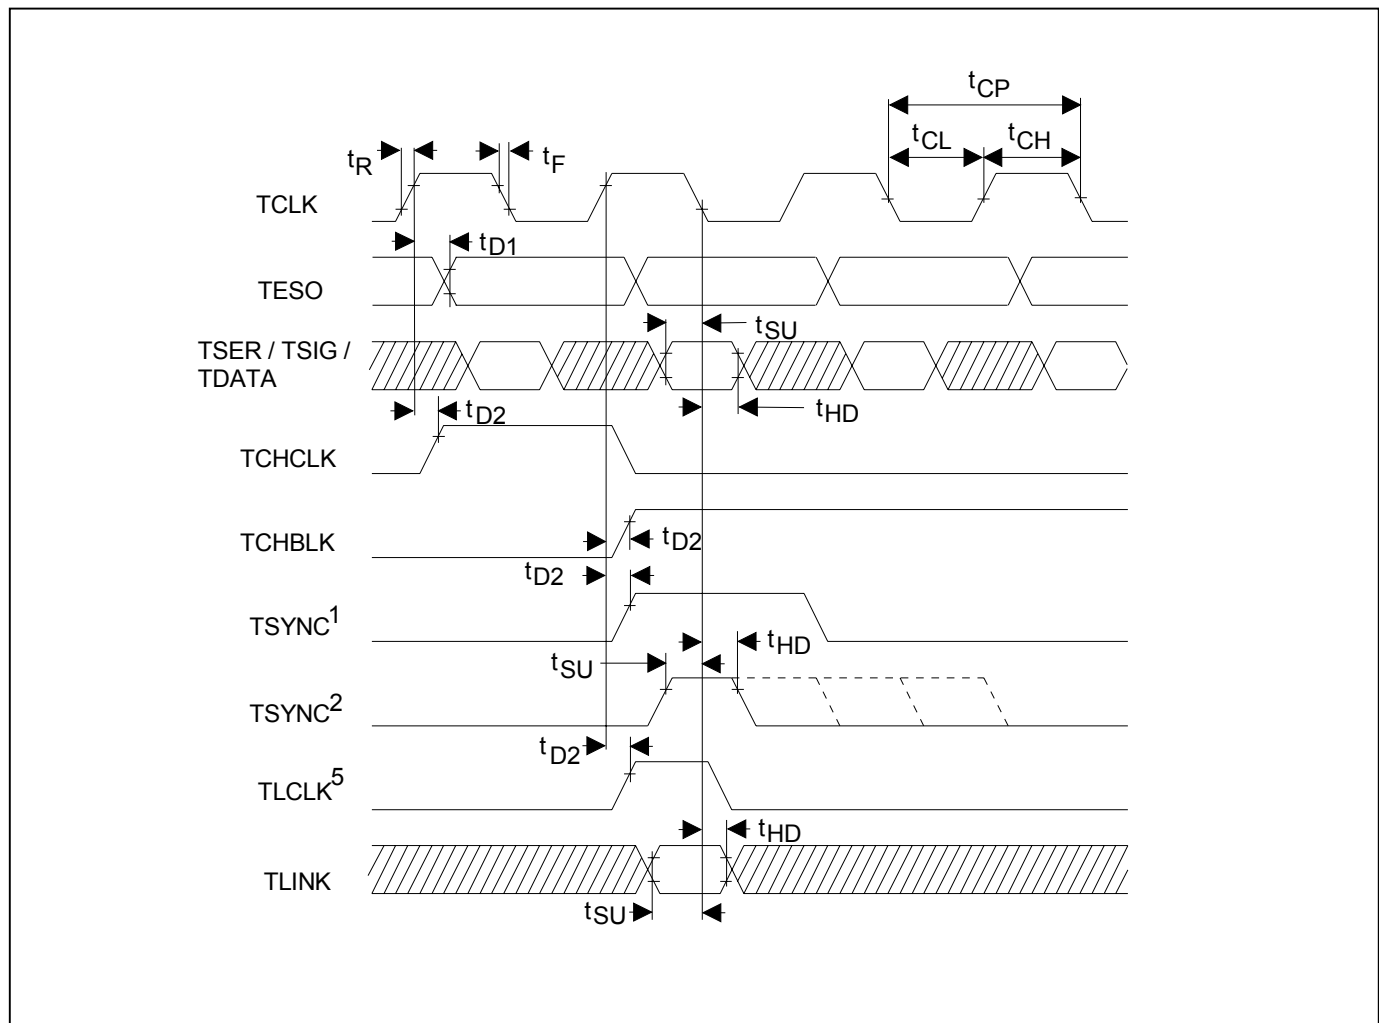 tCP
tCL tCH
tR tF
TCLK
tD1
TESO
tSU
TSER / TSIG /
TDATA
tD2 tHD
TCHCLK
TCHBLK tD2
tD2
TSYNC1
tHD
tSU
TSYNC2
tD2
TLCLK5
tHD
TLINK
tSU